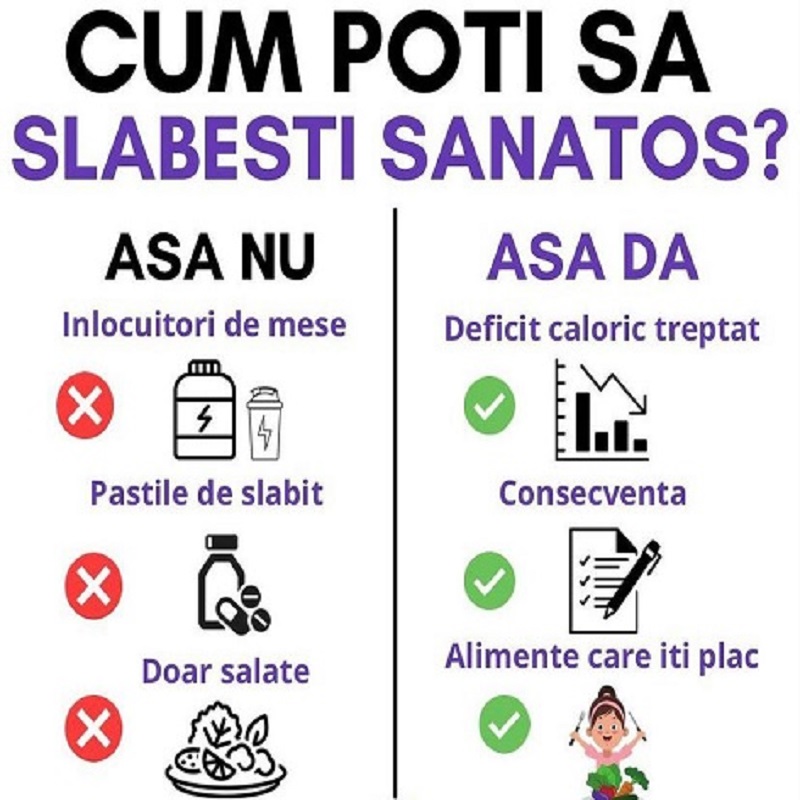 CUM POTI SA
SLABESTI SANATOS?
ASA NU
Inlocuitori de mese
Pastile de slabit
Doar salate
ASA DA
Deficit caloric treptat
Consecventa
Alimente care iti plac